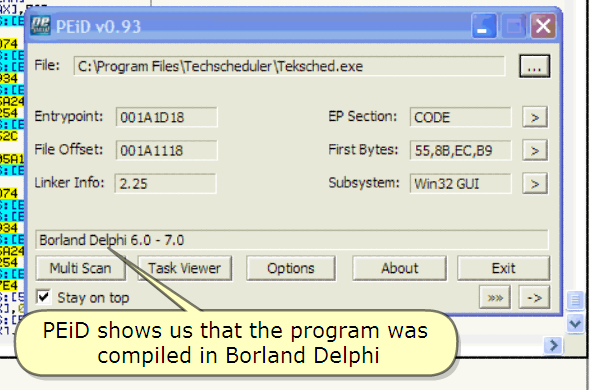 PEiD v0.93
File: C:\Program Files\Techscheduler\Teksched.exe ...
Entrypoint: 001A1D18 EP Section: CODE >
File Offset: 001A1118 First Bytes: 55,8B,EC,B9 >
Linker Info: 2.25 Subsystem: Win32 GUI >
Borland Delphi 6.0 - 7.0
Multi Scan Task Viewer Options About Exit
Stay on top »» ->
PEiD shows us that the program was
compiled in Borland Delphi